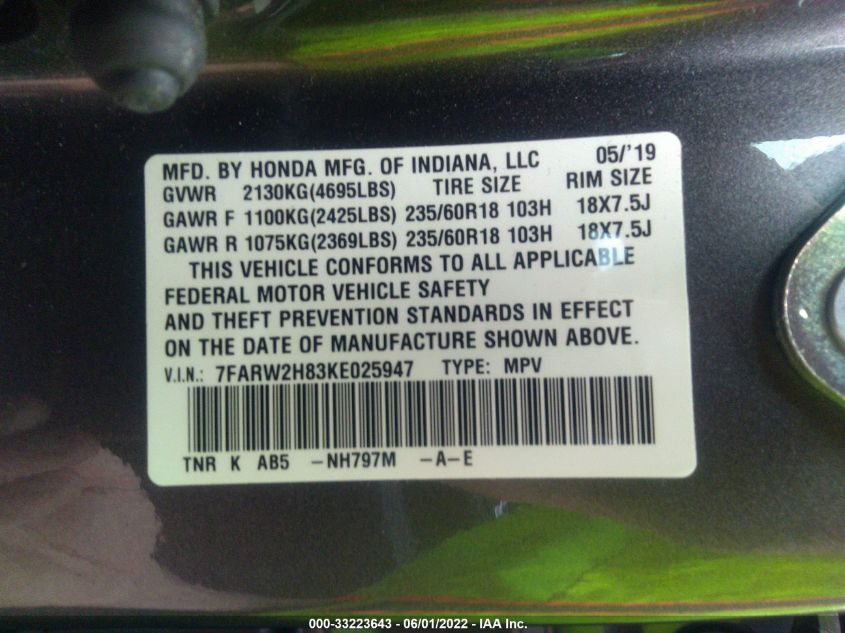 MFD. BY HONDA MFG. OF INDIANA, LLC 05/'19
GVWR 2130KG(4695LBS) TIRE SIZE RIM SIZE
GAWR F 1100KG(2425LBS) 235/60R18 103H 18X7.5J
GAWR R 1075KG(2369LBS) 235/60R18 103H 18X7.5J
THIS VEHICLE CONFORMS TO ALL APPLICABLE
FEDERAL MOTOR VEHICLE SAFETY
AND THEFT PREVENTION STANDARDS IN EFFECT
ON THE DATE OF MANUFACTURE SHOWN ABOVE.
V.I.N.: 7FARW2H83KE025947 TYPE: MPV
TNR K AB5 -NH797M -A-E
000-33223643 - 06/01/2022 - IAA Inc.